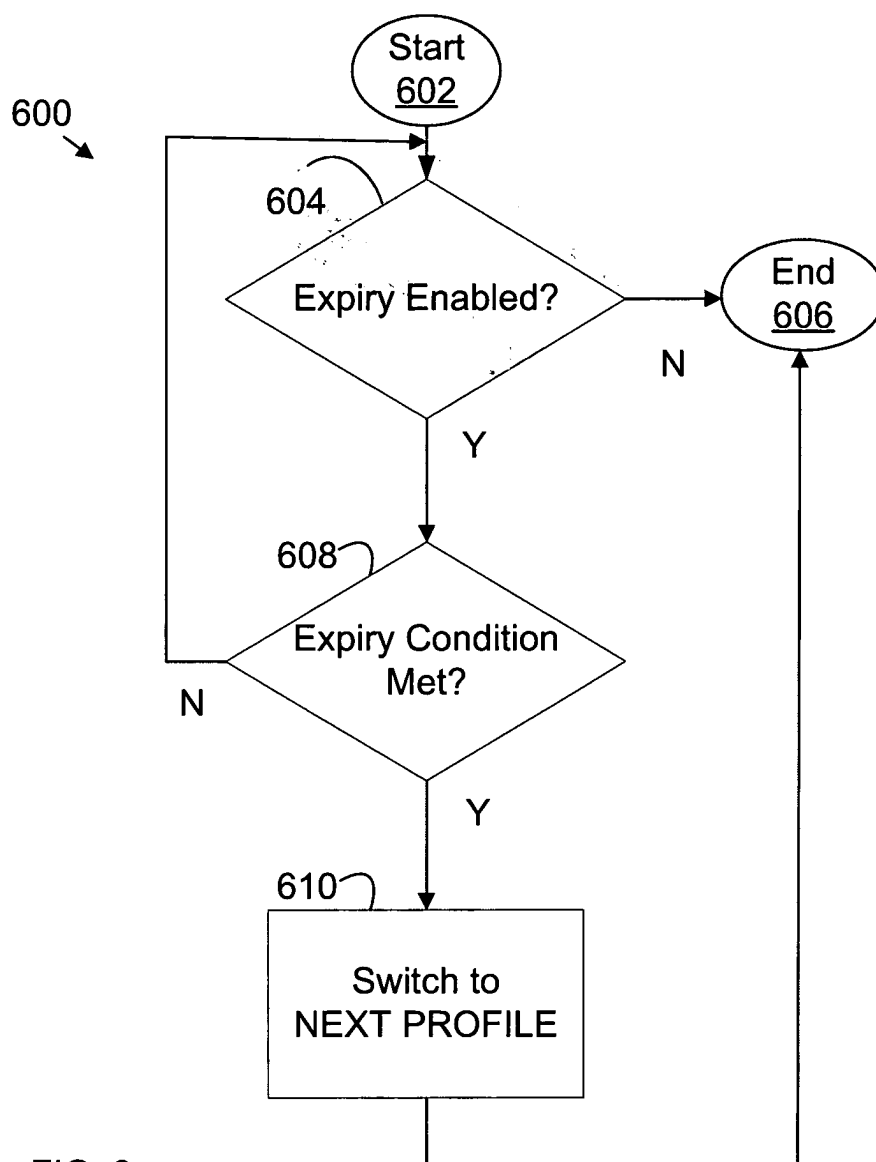 Start
602
600
604
Expiry Enabled?
End
606
N
Y
608
Expiry Condition
Met?
N
Y
610
Switch to
NEXT PROFILE